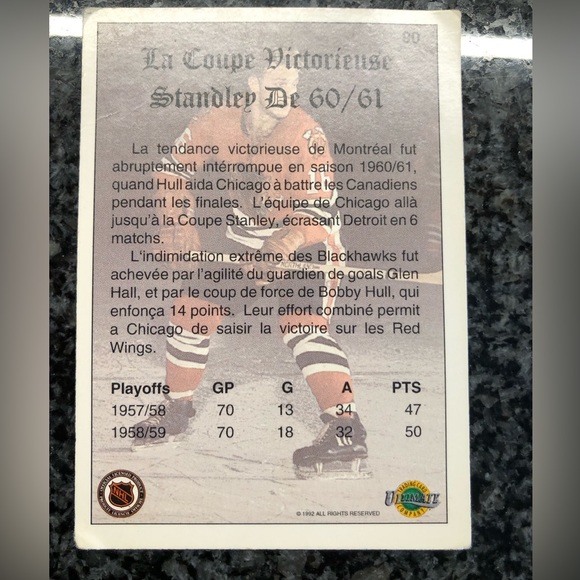 90
La Coupe Victorieuse
Standley De 60/61
La tendance victorieuse de Montréal fut
abruptement intérrompue en saison 1960/61,
quand Hull aida Chicago à battre les Canadiens
pendant les finales. L'équipe de Chicago allà
jusqu'à la Coupe Stanley, écrasant Detroit en 6
matchs.
L'indimidation extrême des Blackhawks fut
achevée par l'agilité du guardien de goals Glen
Hall, et par le coup de force de Bobby Hull, qui
enfonça 14 points. Leur effort combiné permit
a Chicago de saisir la victoire sur les Red
Wings.
Playoffs GP G A PTS
1957/58 70 13 34 47
1958/59 70 18 32 50
NHL
© 1992 ALL RIGHTS RESERVED
TRADING CARD
Ultimate
COMPANY